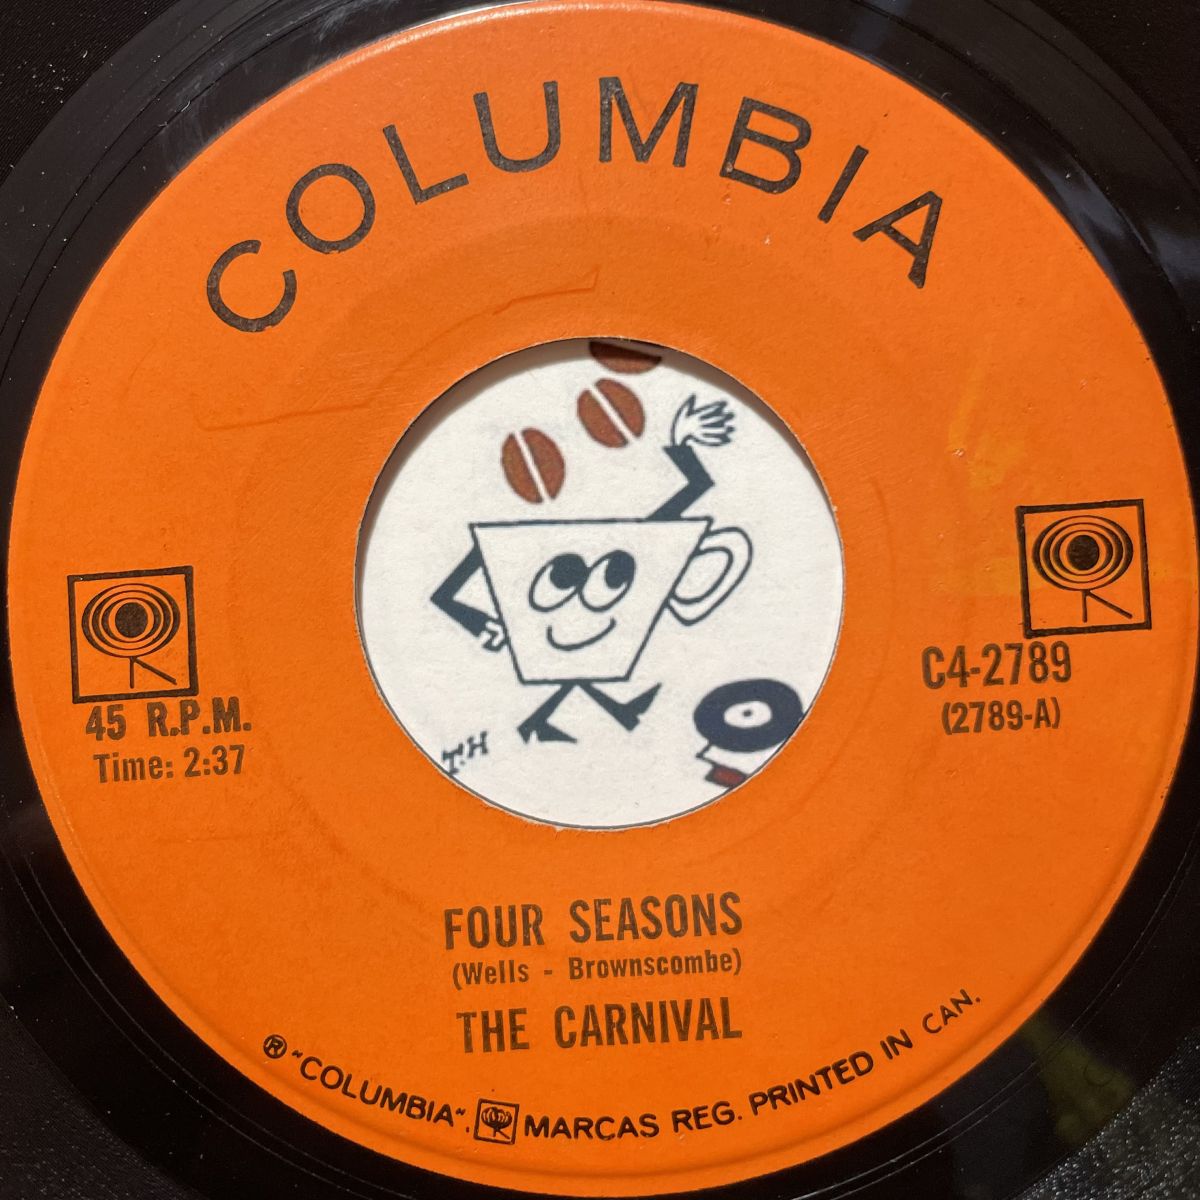 COLUMBIA
45 R.P.M.
Time: 2:37
C4-2789
(2789-A)
T.H
FOUR SEASONS
(Wells - Brownscombe)
THE CARNIVAL
® "COLUMBIA". MARCAS REG. PRINTED IN CAN.